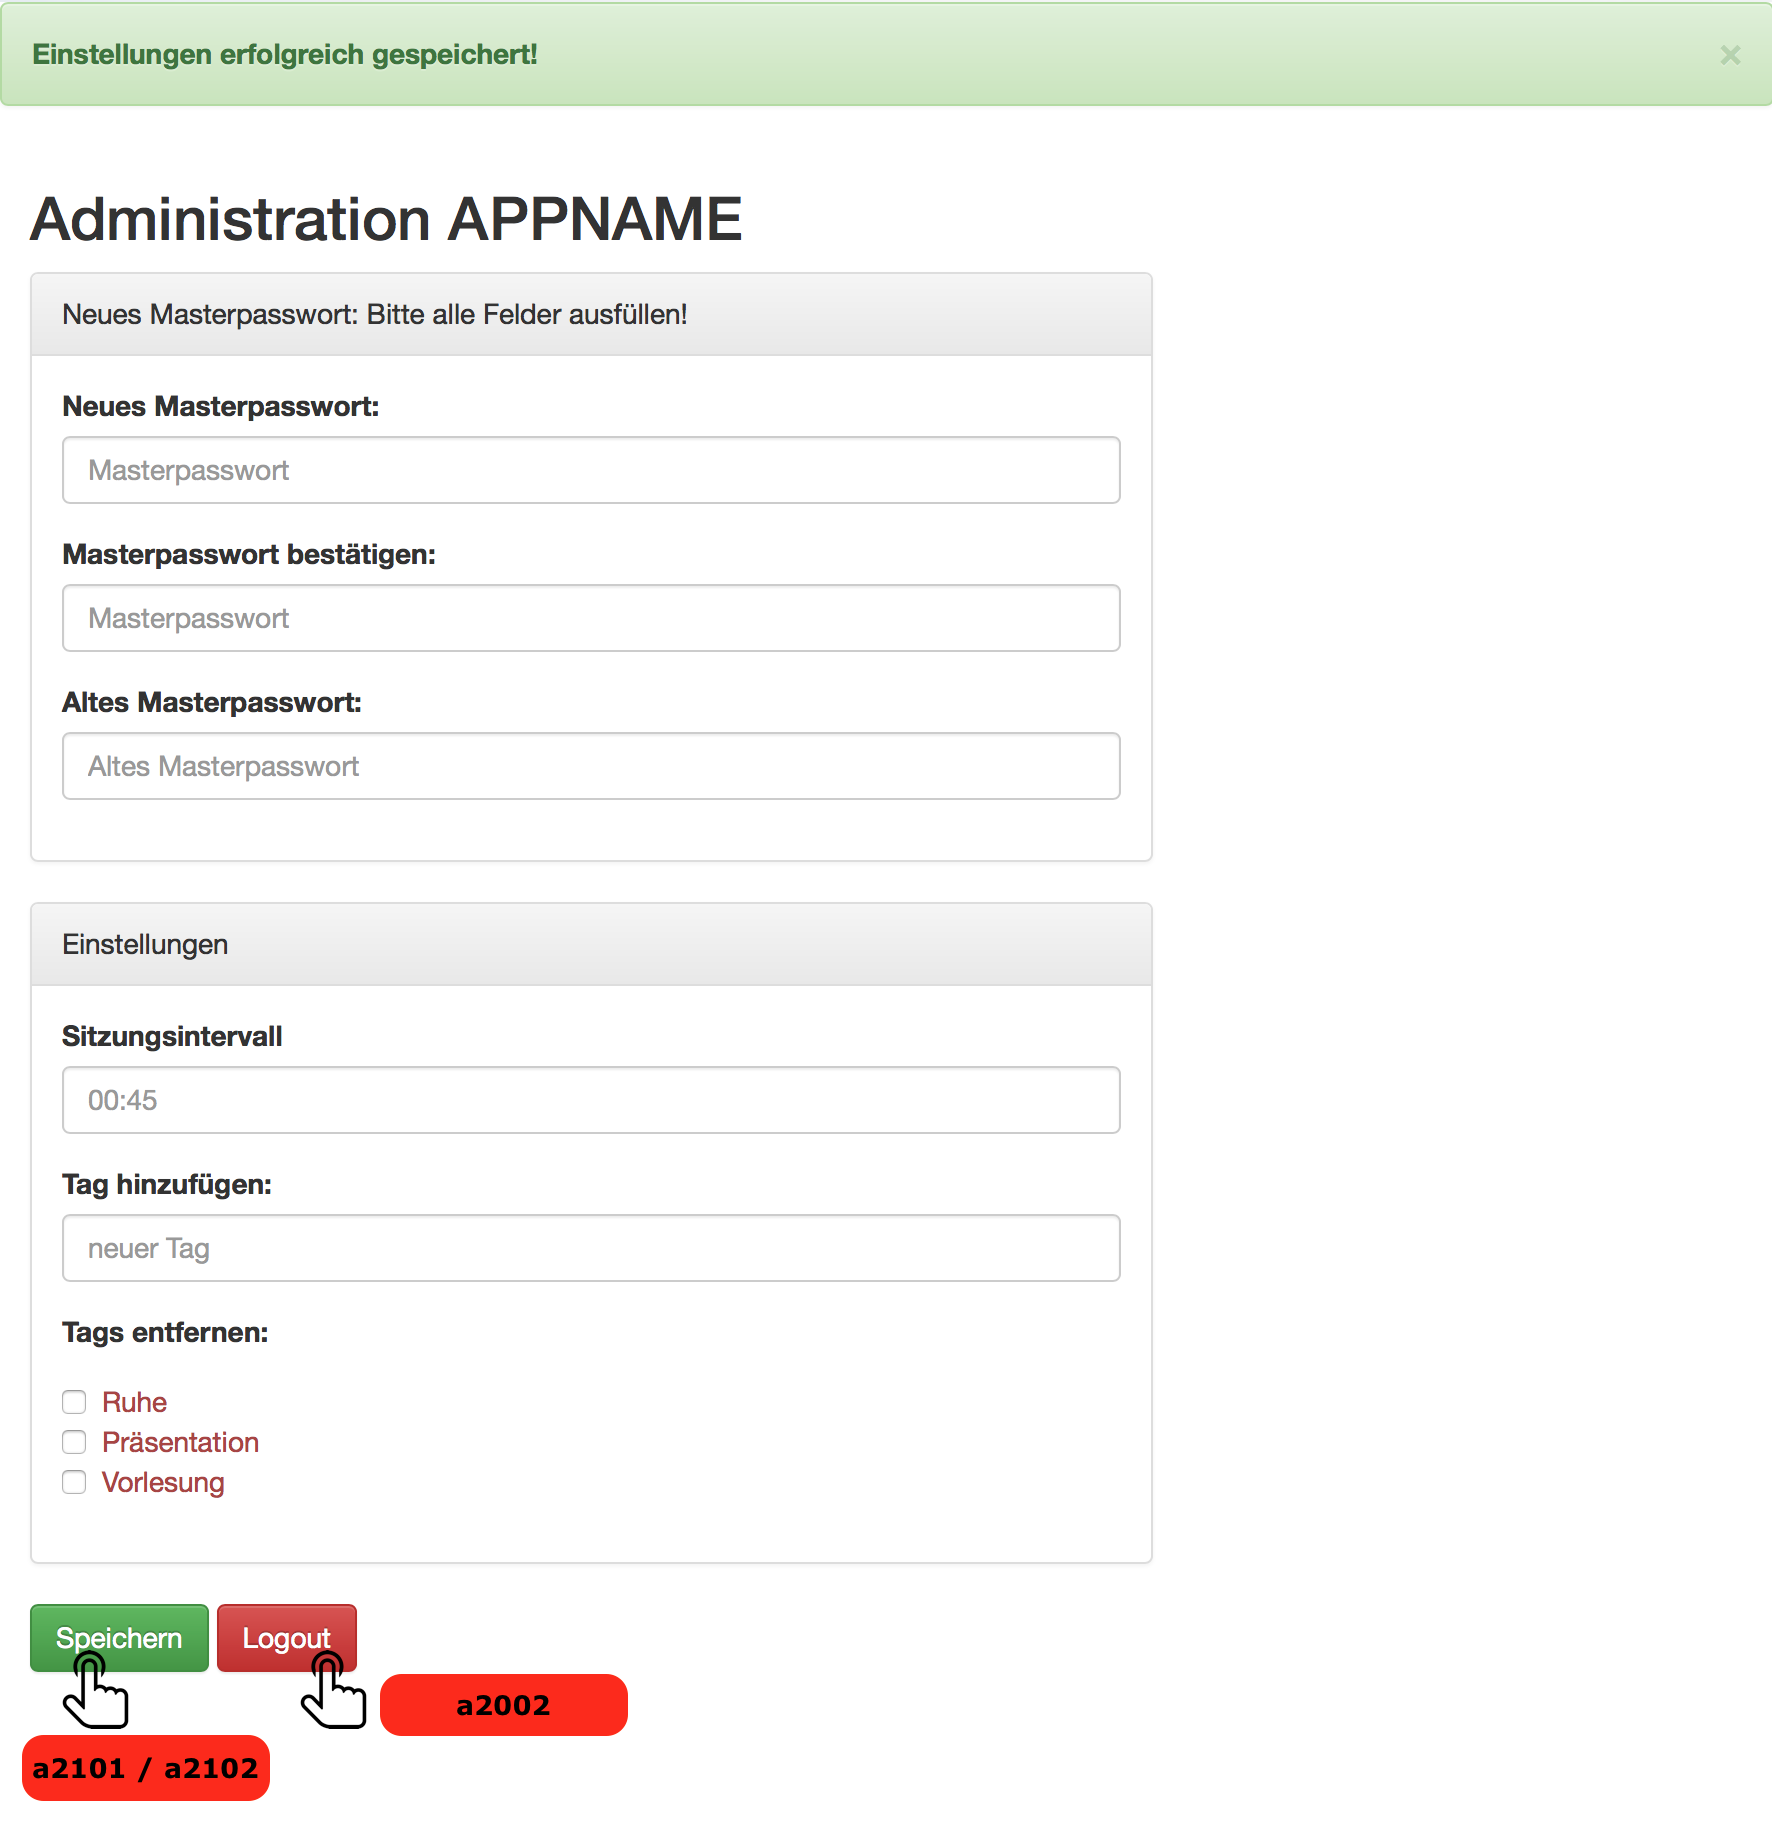 Einstellungen erfolgreich gespeichert!
×
Administration APPNAME
Neues Masterpasswort: Bitte alle Felder ausfüllen!
Neues Masterpasswort:
Masterpasswort
Masterpasswort bestätigen:
Masterpasswort
Altes Masterpasswort:
Altes Masterpasswort
Einstellungen
Sitzungsintervall
00:45
Tag hinzufügen:
neuer Tag
Tags entfernen:
Ruhe
Präsentation
Vorlesung
Speichern Logout
a2002
a2101 / a2102